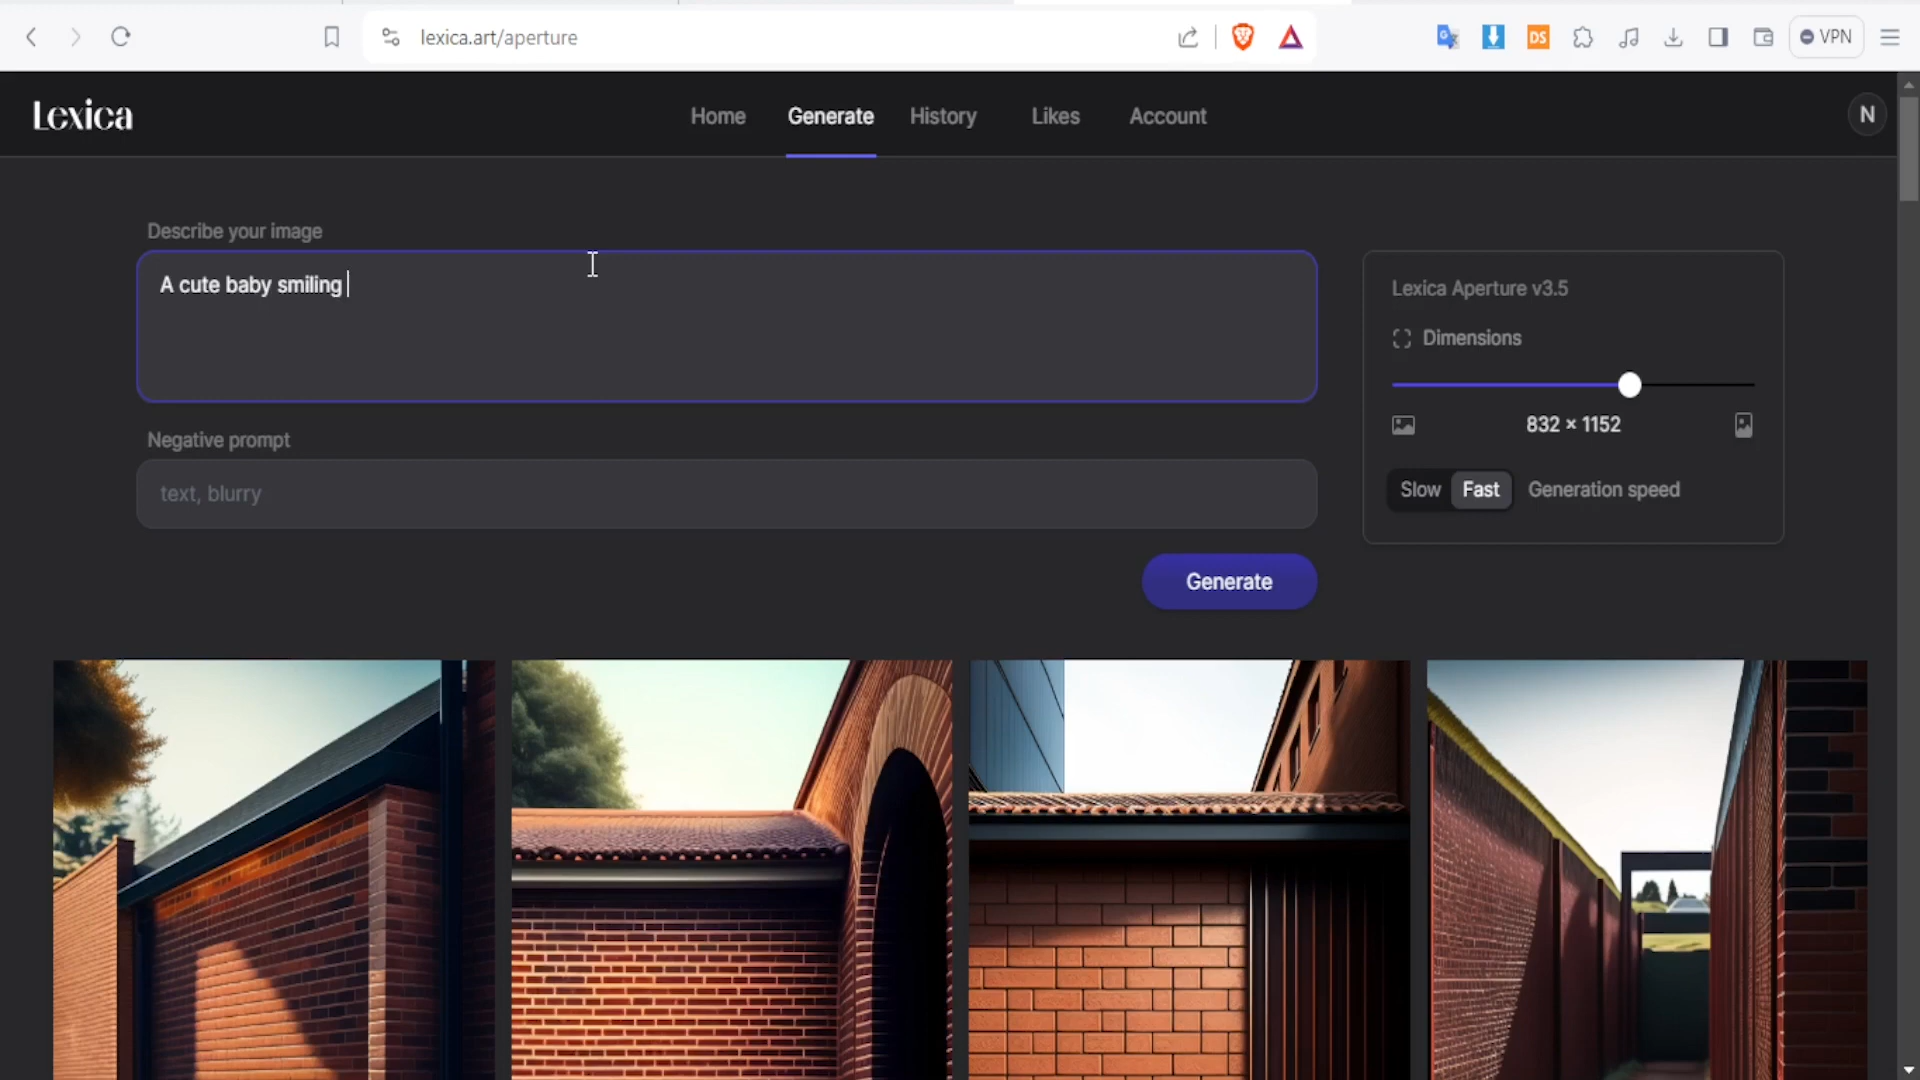 lexica.art/aperture
DS
VPN
Lexica
Home
Generate
History
Likes
Account
N
Describe your image
A cute baby smiling
Lexica Aperture v3.5
Dimensions
832 × 1152
Negative prompt
text, blurry
Slow
Fast
Generation speed
Generate